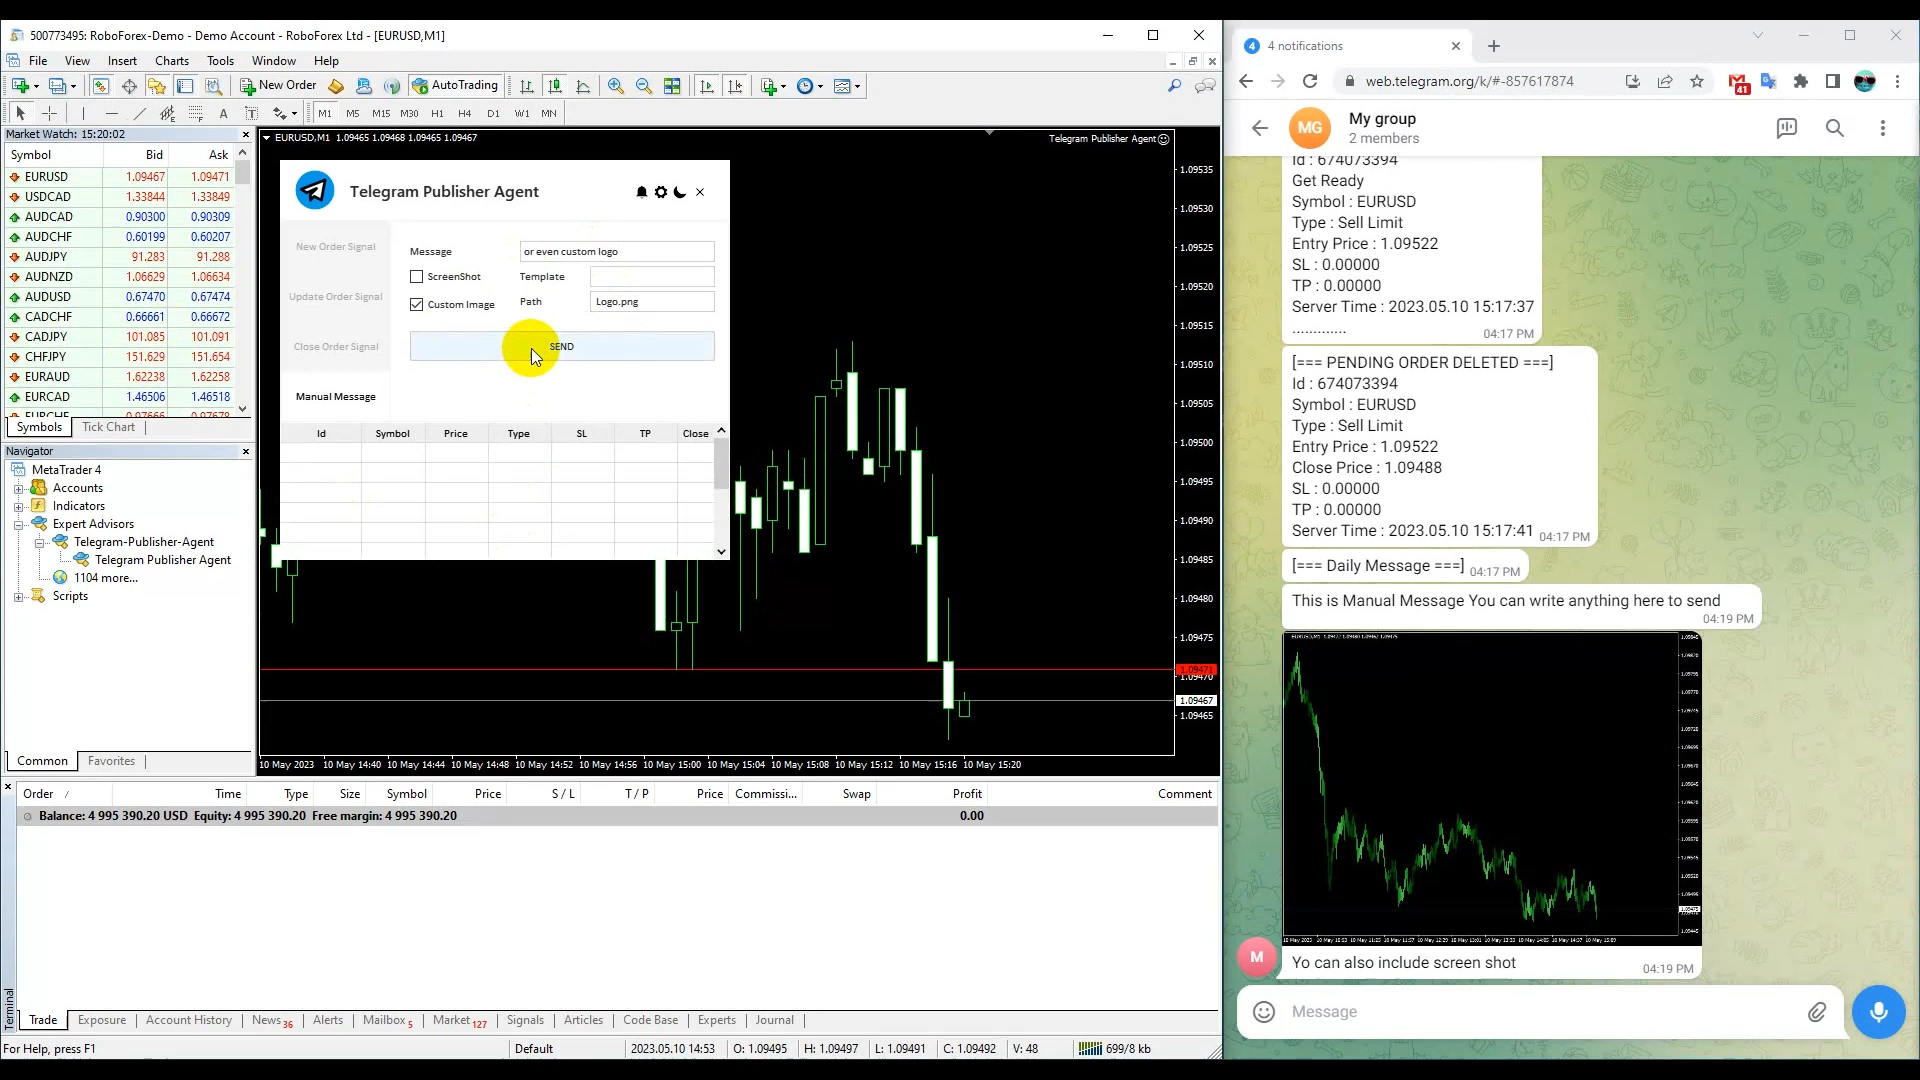 500773495: RoboForex-Demo - Demo Account - RoboForex Ltd - [EURUSD,M1]
File View Insert Charts Tools Window Help
New Order AutoTrading
A T M1 M5 M15 M30 H1 H4 D1 W1 MN
Market Watch: 15:20:02
Symbol Bid Ask
EURUSD 1.09467 1.09471
USDCAD 1.33844 1.33849
AUDCAD 0.90300 0.90309
AUDCHF 0.60199 0.60207
AUDJPY 91.283 91.288
AUDNZD 1.06629 1.06634
AUDUSD 0.67470 0.67474
CADCHF 0.66661 0.66672
CADJPY 101.085 101.091
CHFJPY 151.629 151.654
EURAUD 1.62238 1.62258
EURCAD 1.46506 1.46518
EURCHF 0.97666 0.97678
Symbols Tick Chart
Navigator
MetaTrader 4
Accounts
Indicators
Expert Advisors
Telegram-Publisher-Agent
Telegram Publisher Agent
1104 more...
Scripts
Common Favorites
EURUSD,M1 1.09465 1.09468 1.09465 1.09467
Telegram Publisher Agent
Telegram Publisher Agent
New Order Signal
Update Order Signal
Close Order Signal
Manual Message
Message or even custom logo
ScreenShot Template
Custom Image Path Logo.png
SEND
Id Symbol Price Type SL TP Close
1.09535
1.09530
1.09525
1.09520
1.09515
1.09510
1.09505
1.09500
1.09495
1.09490
1.09485
1.09480
1.09475
1.09471
1.09470
1.09467
1.09465
10 May 2023 10 May 14:40 10 May 14:44 10 May 14:48 10 May 14:52 10 May 14:56 10 May 15:00 10 May 15:04 10 May 15:08 10 May 15:12 10 May 15:16 10 May 15:20
Order / Time Type Size Symbol Price S / L T / P Price Commissi... Swap Profit Comment
Balance: 4 995 390.20 USD Equity: 4 995 390.20 Free margin: 4 995 390.20 0.00
Terminal
Trade Exposure Account History News 36 Alerts Mailbox 5 Market 127 Signals Articles Code Base Experts Journal
For Help, press F1 Default 2023.05.10 14:53 O: 1.09495 H: 1.09497 L: 1.09491 C: 1.09492 V: 48 699/8 kb
4 4 notifications
web.telegram.org/k/#-857617874
41
MG
My group
2 members
Id : 674073394
Get Ready
Symbol : EURUSD
Type : Sell Limit
Entry Price : 1.09522
SL : 0.00000
TP : 0.00000
Server Time : 2023.05.10 15:17:37
.............
04:17 PM
[=== PENDING ORDER DELETED ===]
Id : 674073394
Symbol : EURUSD
Type : Sell Limit
Entry Price : 1.09522
Close Price : 1.09488
SL : 0.00000
TP : 0.00000
Server Time : 2023.05.10 15:17:41 04:17 PM
[=== Daily Message ===] 04:17 PM
This is Manual Message You can write anything here to send
04:19 PM
M
Yo can also include screen shot
04:19 PM
Message